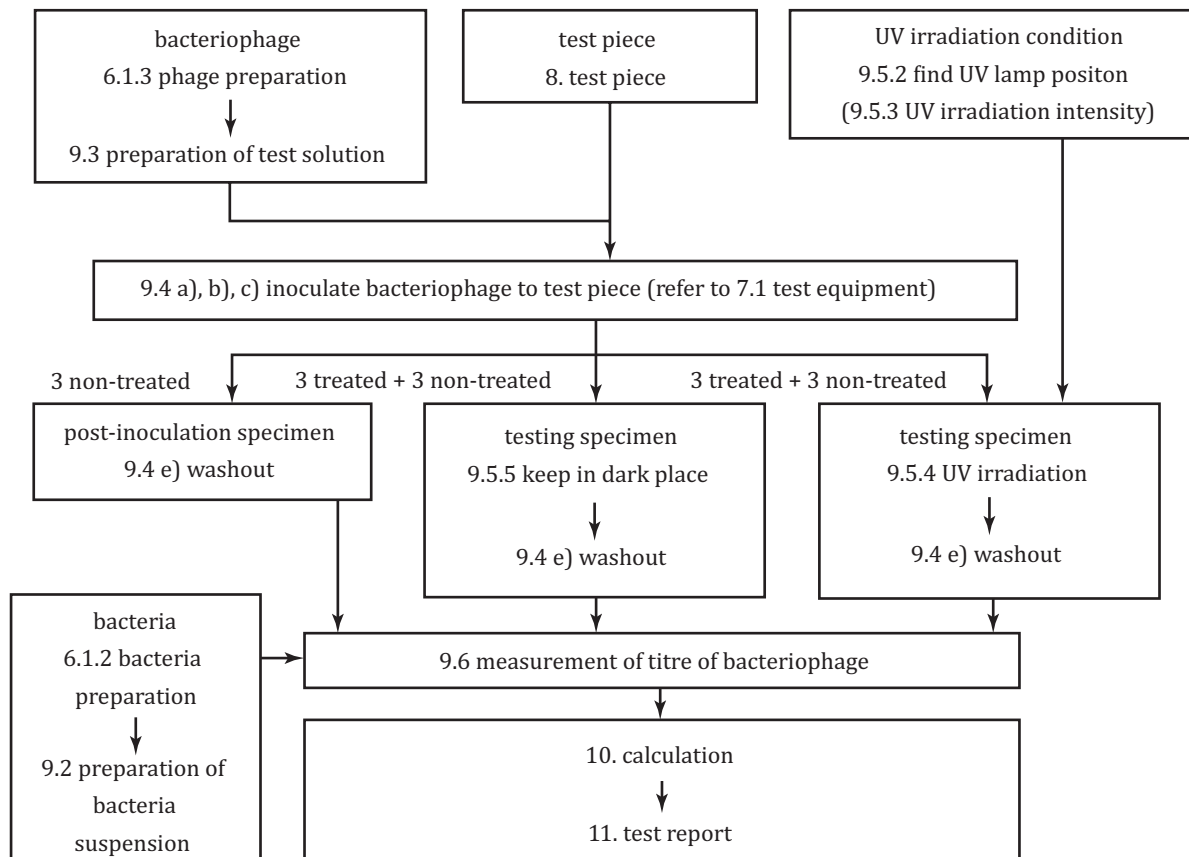 bacteriophage
6.1.3 phage preparation
9.3 preparation of test solution
test piece
8. test piece
UV irradiation condition
9.5.2 find UV lamp positon
(9.5.3 UV irradiation intensity)
9.4 a), b), c) inoculate bacteriophage to test piece (refer to 7.1 test equipment)
3 non-treated
3 treated + 3 non-treated
3 treated + 3 non-treated
post-inoculation specimen
9.4 e) washout
testing specimen
9.5.5 keep in dark place
9.4 e) washout
testing specimen
9.5.4 UV irradiation
9.4 e) washout
bacteria
6.1.2 bacteria
preparation
9.2 preparation of
bacteria
suspension
9.6 measurement of titre of bacteriophage
10. calculation
11. test report